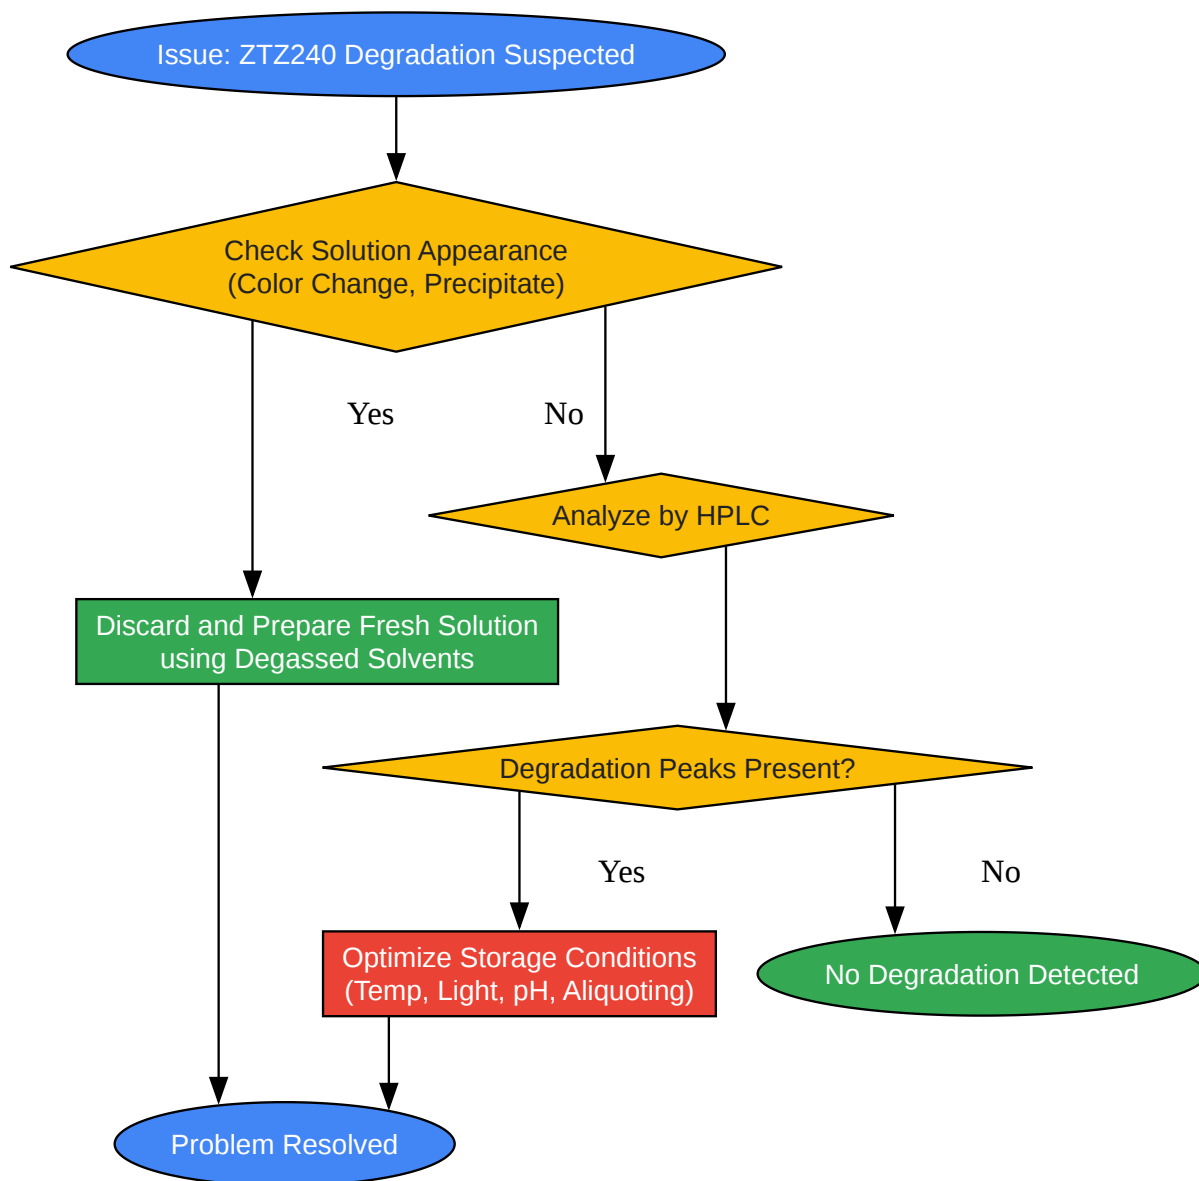 Issue: ZTZ240 Degradation Suspected
Check Solution Appearance
(Color Change, Precipitate)
Yes
No
Analyze by HPLC
Discard and Prepare Fresh Solution
using Degassed Solvents
Degradation Peaks Present?
Yes
No
Optimize Storage Conditions
(Temp, Light, pH, Aliquoting)
No Degradation Detected
Problem Resolved